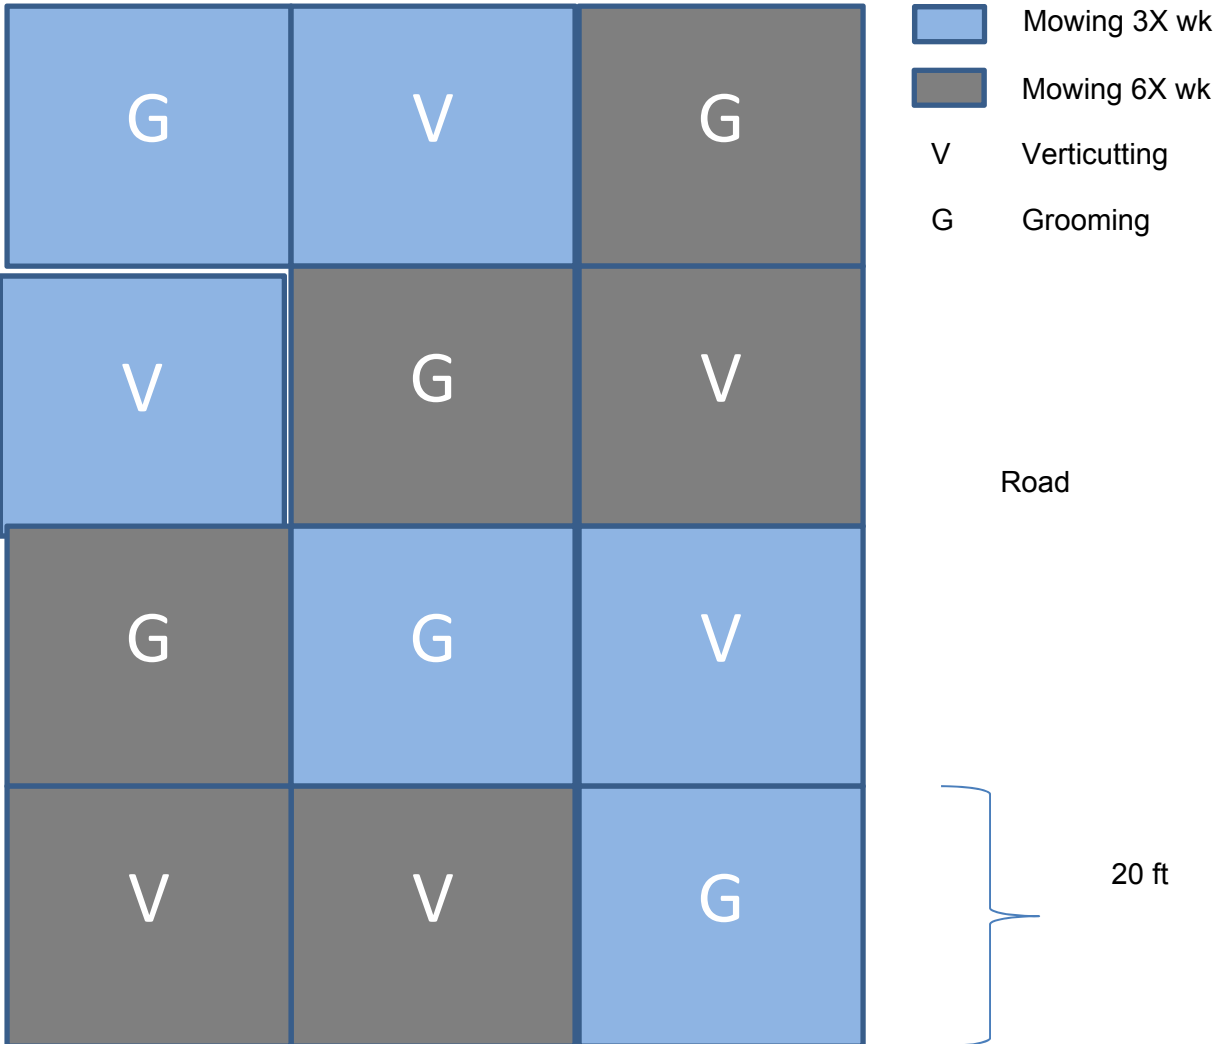 G V G
V G V
G G V
V V G
Mowing 3X wk
Mowing 6X wk
V Verticutting
G Grooming
Road
20 ft